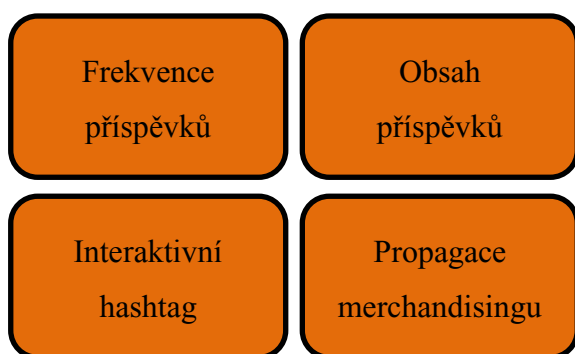 Frekvence
příspěvků
Obsah
příspěvků
Interaktivní
hashtag
Propagace
merchandisingu